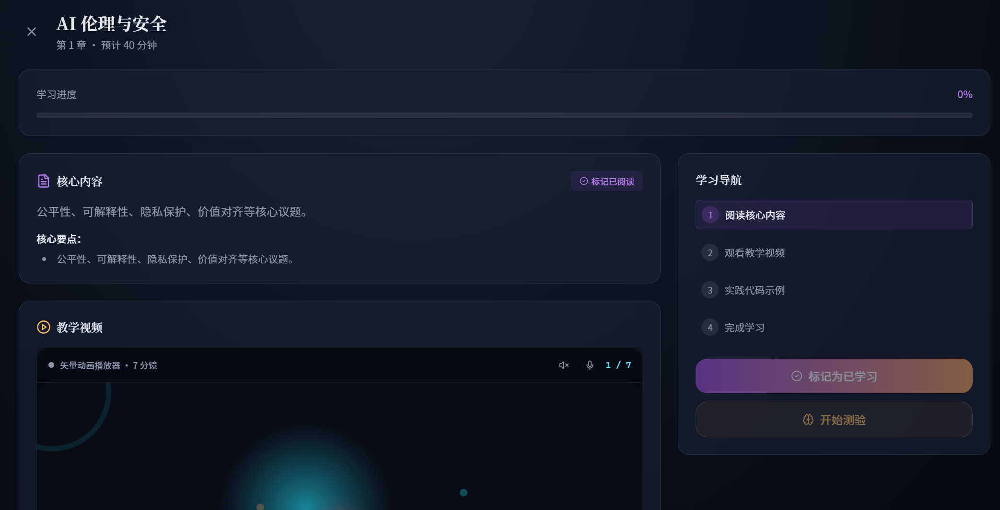 AI 伦理与安全
第 1 章 • 预计 40 分钟
学习进度
0%
核心内容
标记已阅读
公平性、可解释性、隐私保护、价值对齐等核心议题。
核心要点：
• 公平性、可解释性、隐私保护、价值对齐等核心议题。
教学视频
矢量动画播放器 • 7 分镜
1 / 7
学习导航
1 阅读核心内容
2 观看教学视频
3 实践代码示例
4 完成学习
标记为已学习
开始测验